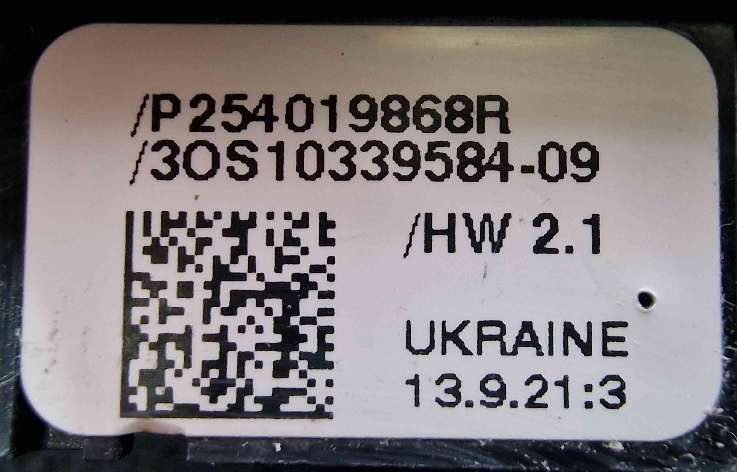 /P254019868R
/3OS10339584-09
/HW 2.1
UKRAINE
13.9.21:3